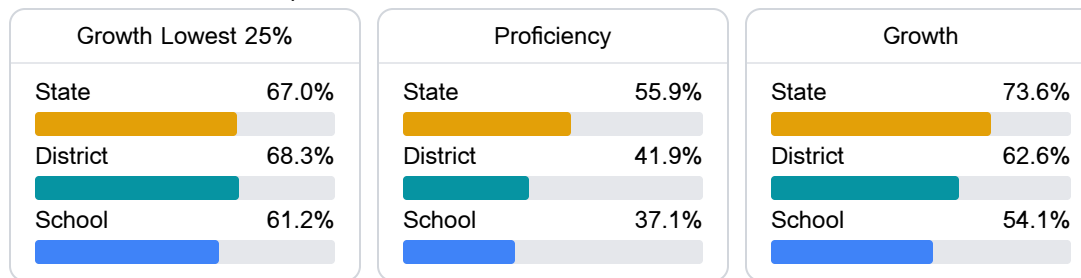 Growth Lowest 25%
State 67.0%
District 68.3%
School 61.2%
Proficiency
State 55.9%
District 41.9%
School 37.1%
Growth
State 73.6%
District 62.6%
School 54.1%